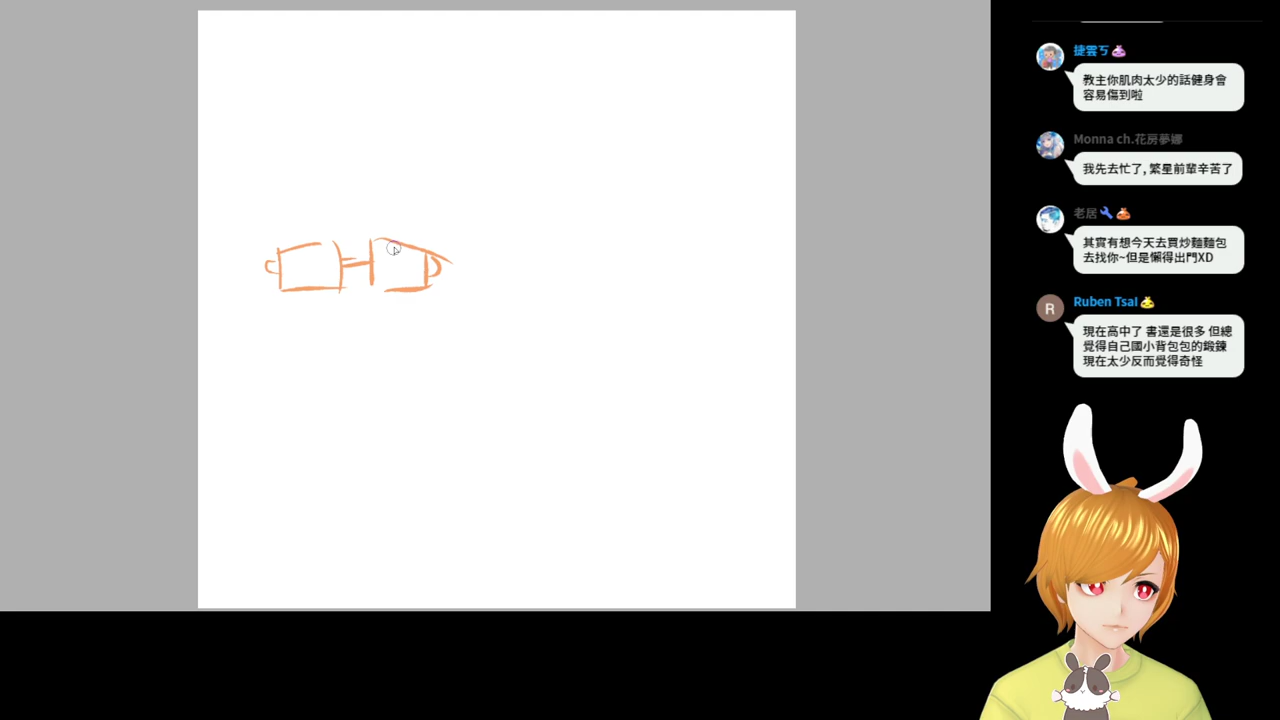 捷雲ㄎ
教主你肌肉太少的話健身會
容易傷到啦
Monna ch.花房夢娜
我先去忙了, 繁星前輩辛苦了
老居
其實有想今天去買炒麵麵包
去找你~但是懶得出門XD
Ruben Tsai
R
現在高中了 書還是很多 但總
覺得自己國小背包包的鍛鍊
現在太少反而覺得奇怪